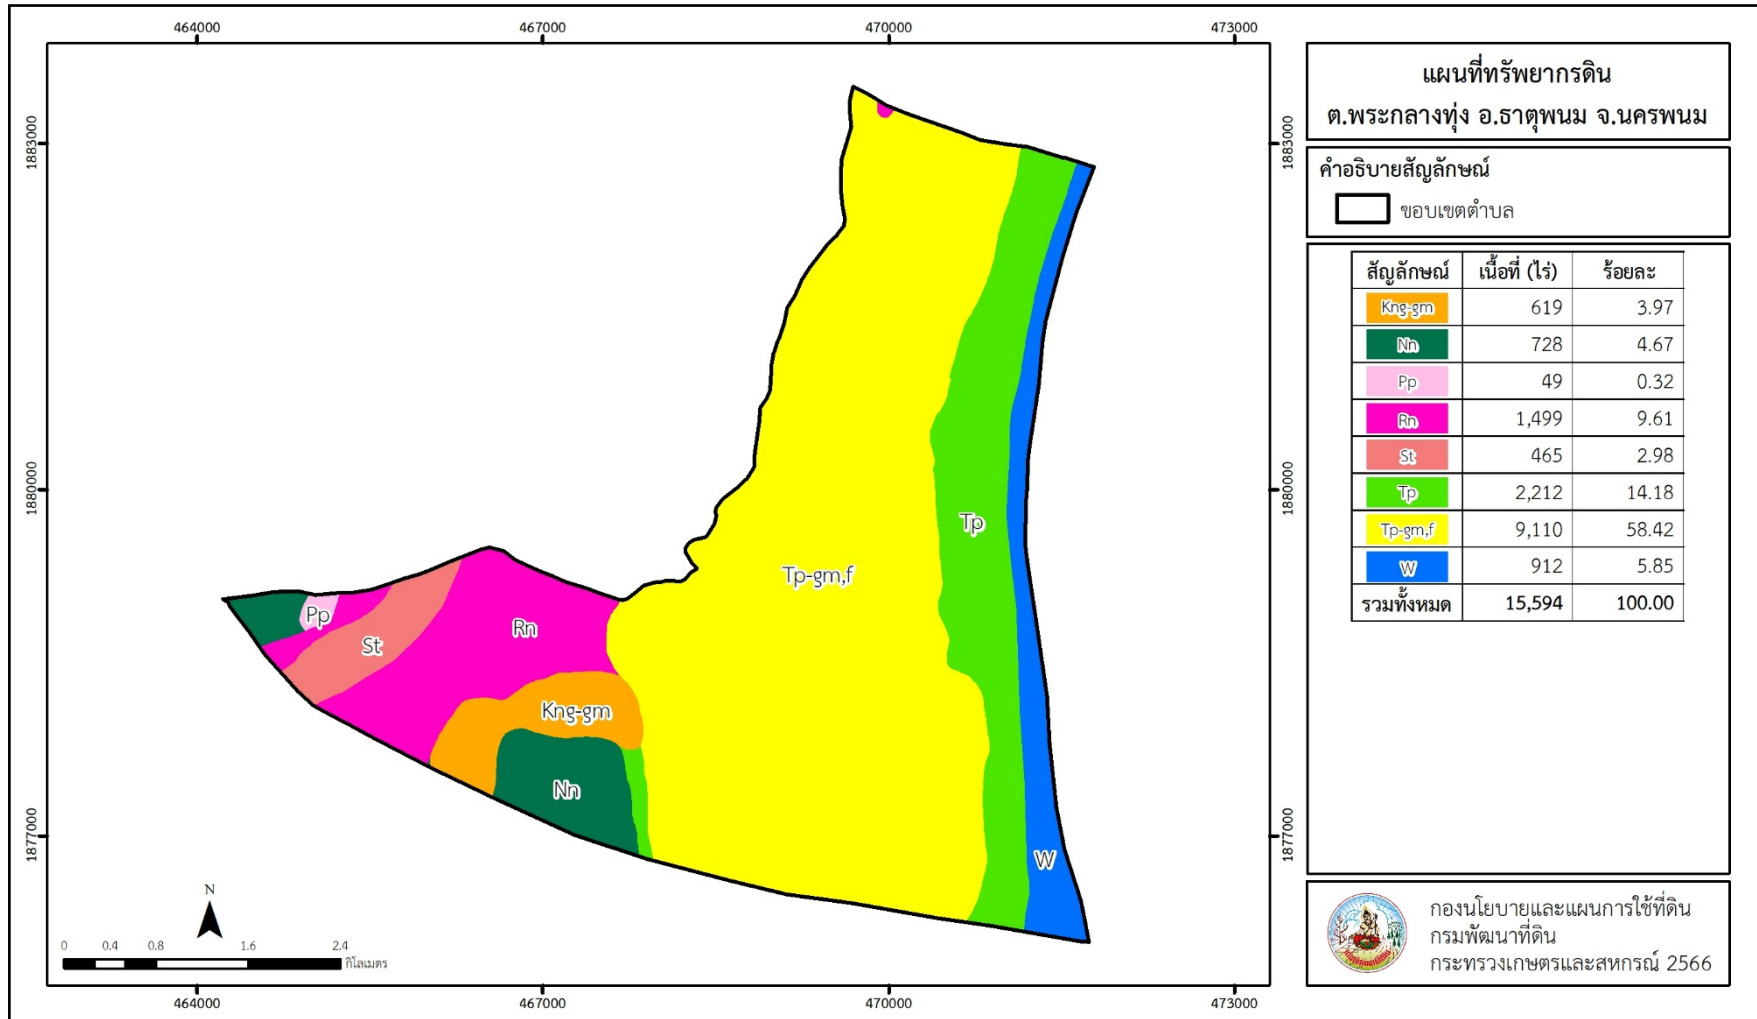 464000
467000
470000
473000
1883000
1883000
1880000
1880000
1877000
1877000
Tp
Tp-gm,f
Pp
Rn
St
Kng-gm
Nn
W
N
0 0.4 0.8 1.6 2.4
กิโลเมตร
464000
467000
470000
473000
แผนที่ทรัพยากรดิน
ต.พระกลางทุ่ง อ.ธาตุพนม จ.นครพนม
คำอธิบายสัญลักษณ์
ขอบเขตตำบล
สัญลักษณ์ เนื้อที่ (ไร่) ร้อยละ
Kng-gm 619 3.97
Nn 728 4.67
Pp 49 0.32
Rn 1,499 9.61
St 465 2.98
Tp 2,212 14.18
Tp-gm,f 9,110 58.42
W 912 5.85
รวมทั้งหมด 15,594 100.00
กองนโยบายและแผนการใช้ที่ดิน
กรมพัฒนาที่ดิน
กระทรวงเกษตรและสหกรณ์ 2566